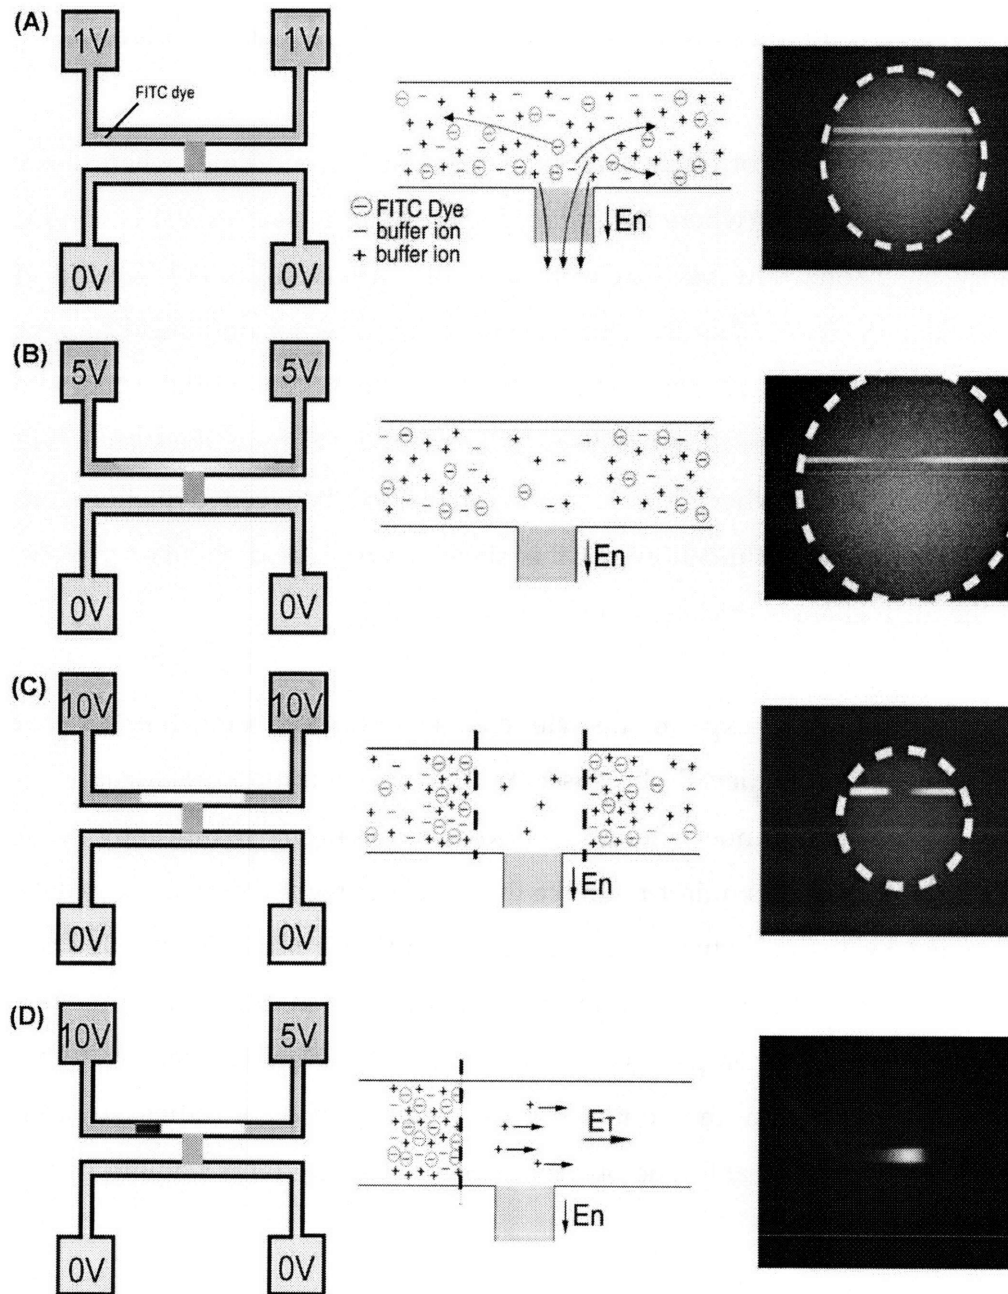 (A)
1V 1V
FITC dye
0V 0V
⊖ FITC Dye
− buffer ion
+ buffer ion
↓ En
(B)
5V 5V
0V 0V
↓ En
(C)
10V 10V
0V 0V
↓ En
(D)
10V 5V
0V 0V
ET
↓ En